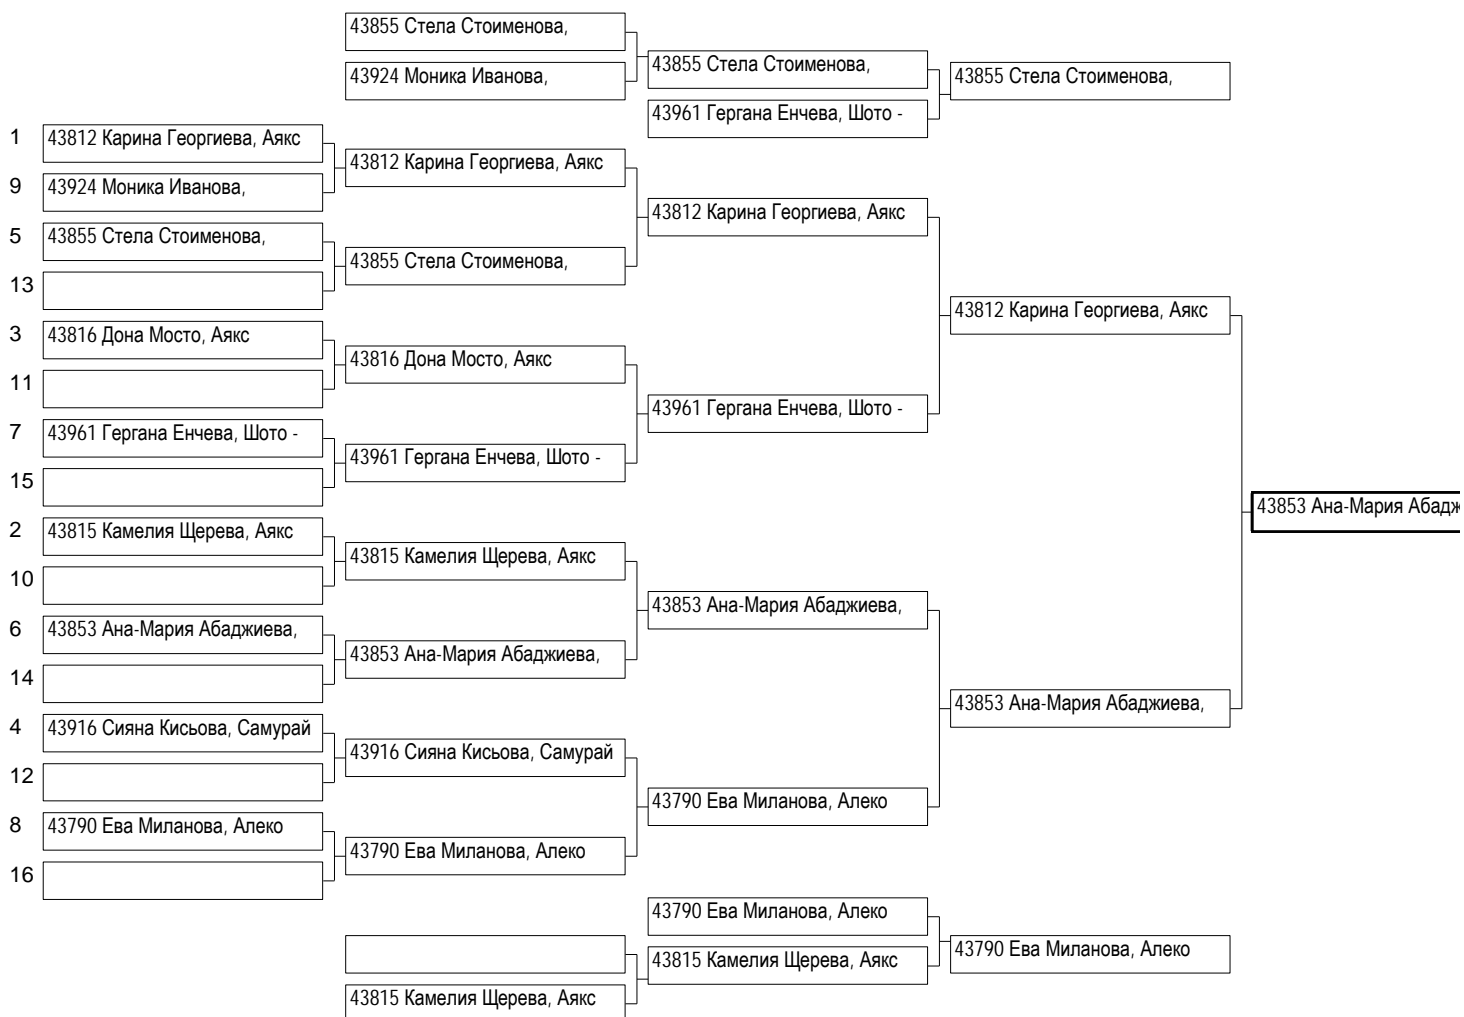 43855 Стела Стоименова,
43924 Моника Иванова,
43855 Стела Стоименова,
43961 Гергана Енчева, Шото -
43855 Стела Стоименова,
1 43812 Карина Георгиева, Аякс
9 43924 Моника Иванова,
5 43855 Стела Стоименова,
13
3 43816 Дона Мосто, Аякс
11
7 43961 Гергана Енчева, Шото -
15
2 43815 Камелия Щерева, Аякс
10
6 43853 Ана-Мария Абаджиева,
14
4 43916 Сияна Кисьова, Самурай
12
8 43790 Ева Миланова, Алеко
16
43812 Карина Георгиева, Аякс
43855 Стела Стоименова,
43816 Дона Мосто, Аякс
43961 Гергана Енчева, Шото -
43815 Камелия Щерева, Аякс
43853 Ана-Мария Абаджиева,
43916 Сияна Кисьова, Самурай
43790 Ева Миланова, Алеко
43812 Карина Георгиева, Аякс
43961 Гергана Енчева, Шото -
43853 Ана-Мария Абаджиева,
43790 Ева Миланова, Алеко
43812 Карина Георгиева, Аякс
43853 Ана-Мария Абаджиева,
43853 Ана-Мария Абадж
43815 Камелия Щерева, Аякс
43790 Ева Миланова, Алеко
43815 Камелия Щерева, Аякс
43790 Ева Миланова, Алеко